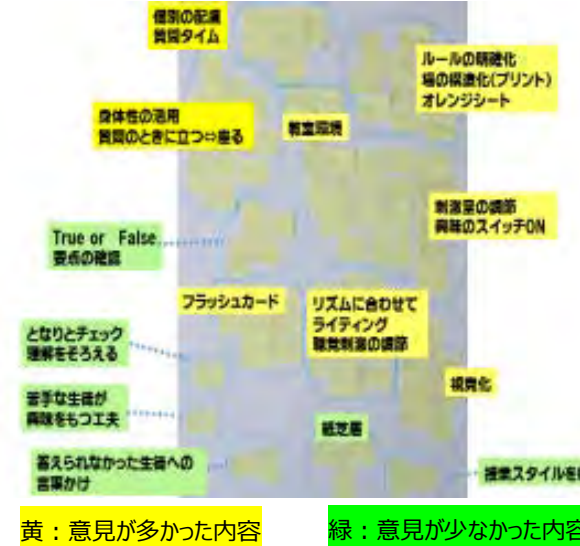 個別の配慮
質問タイム
ルールの明確化
場の構造化(プリント)
オレンジシート
身体性の活用
質問のときに立つ⇔座る
教室環境
刺激量の調節
興味のスイッチON
True or False
要点の確認
フラッシュカード
リズムに合わせて
ライティング
聴覚刺激の調節
となりとチェック
理解をそろえる
視覚化
苦手な生徒が
興味をもつ工夫
紙芝居
答えられなかった生徒への
言葉かけ
授業スタイルを
黄：意見が多かった内容
緑：意見が少なかった内容